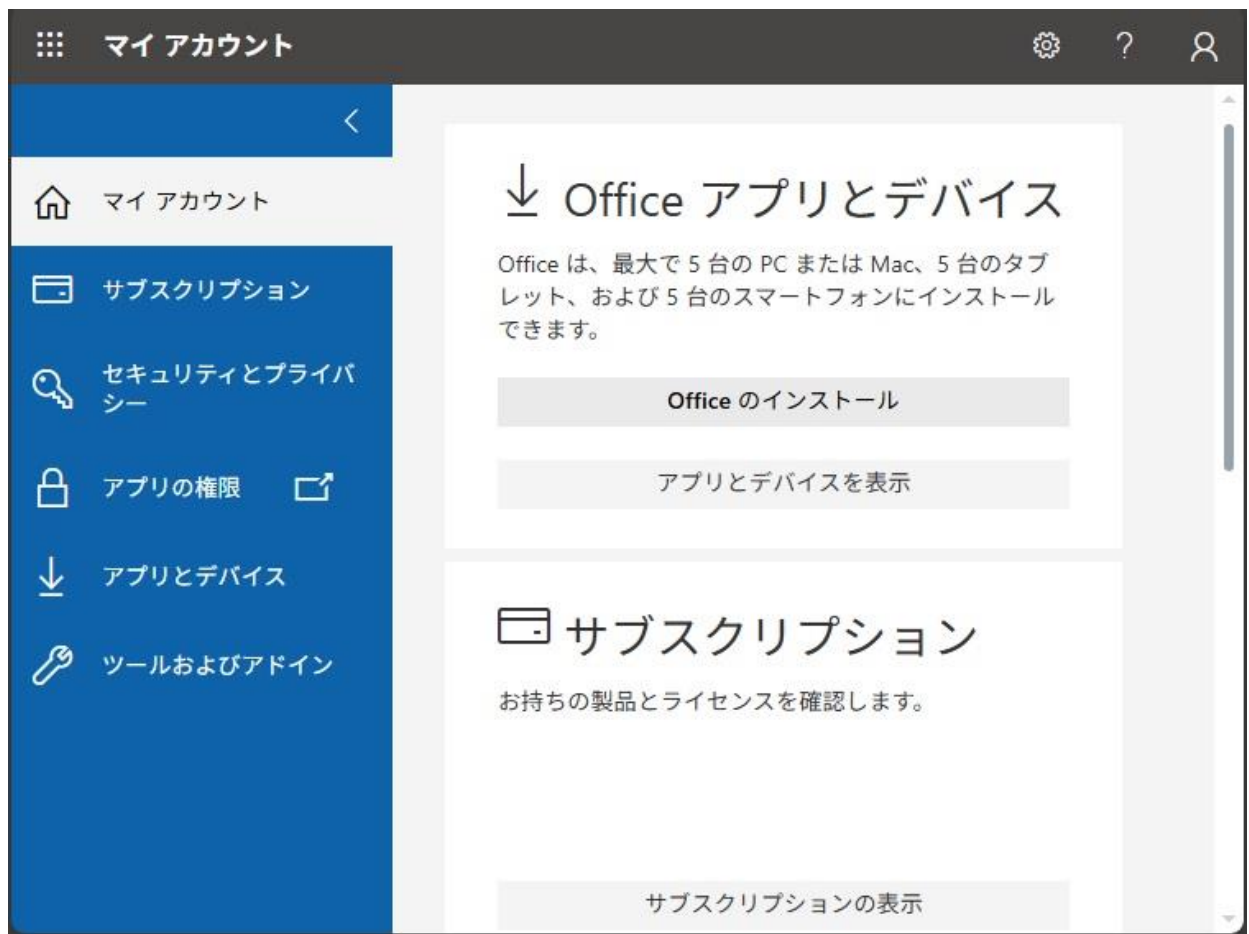 マイ アカウント
?
マイ アカウント
サブスクリプション
セキュリティとプライバ
シー
アプリの権限
アプリとデバイス
ツールおよびアドイン
Office アプリとデバイス
Office は、最大で 5 台の PC または Mac、5 台のタブ
レット、および 5 台のスマートフォンにインストール
できます。
Office のインストール
アプリとデバイスを表示
サブスクリプション
お持ちの製品とライセンスを確認します。
サブスクリプションの表示